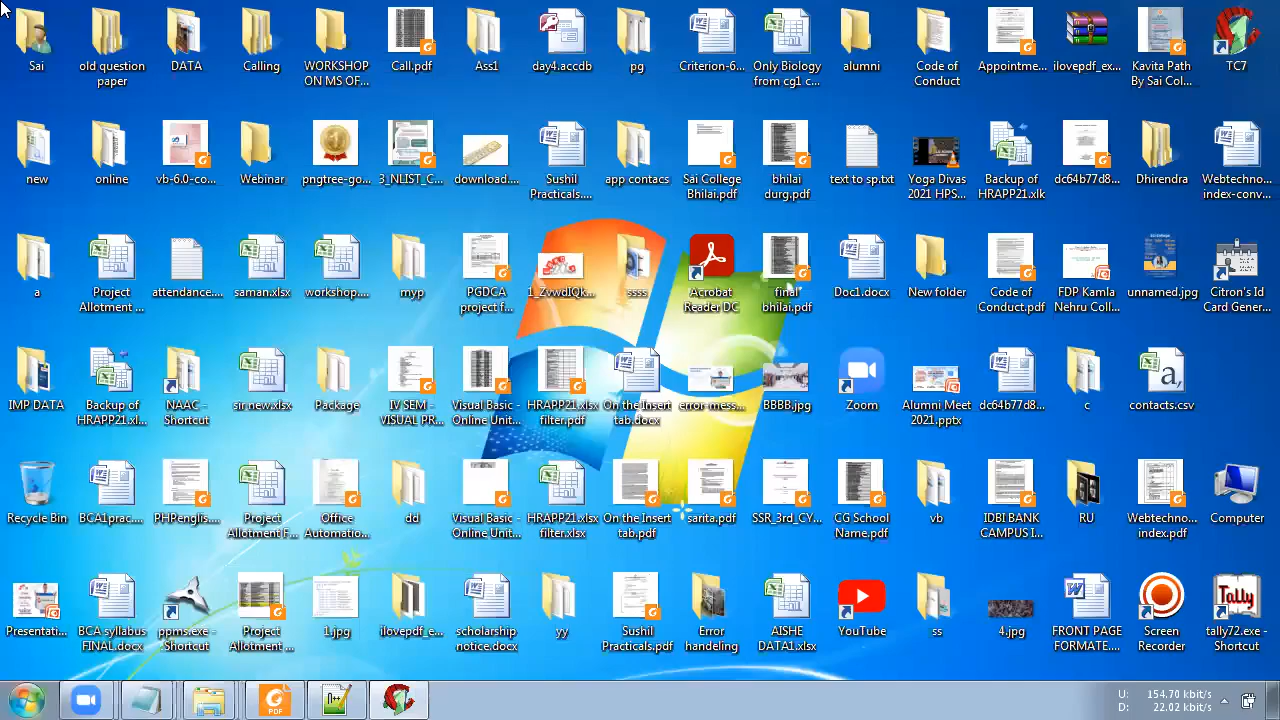 Sai
old question
paper
DATA
Calling
WORKSHOP
ON MS OF...
Call.pdf
Ass1
day4.accdb
pg
Criterion-6...
Only Biology
from cg1 c...
alumni
Code of
Conduct
Appointme...
ilovepdf_ex...
Kavita Path
By Sai Col...
TC7
new
online
vb-6.0-co...
Webinar
pngtree-go...
3_NLIST_C...
download....
Sushil
Practicals....
app contacs
Sai College
Bhilai.pdf
bhilai
durg.pdf
text to sp.txt
Yoga Divas
2021 HPS...
Backup of
HRAPP21.xlk
dc64b77d8...
Dhirendra
Webtechno...
index-conv...
a
Project
Allotment ...
attendance....
saman.xlsx
workshop....
myp
PGDCA
project f...
1_ZvwdIQk...
ssss
Acrobat
Reader DC
final
bhilai.pdf
Doc1.docx
New folder
Code of
Conduct.pdf
FDP Kamla
Nehru Coll...
unnamed.jpg
Citron's Id
Card Gener...
IMP DATA
Backup of
HRAPP21.xl...
NAAC -
Shortcut
sir new.xlsx
Package
IV SEM -
VISUAL PR...
Visual Basic -
Online Unit...
HRAPP21.xlsx
filter.pdf
On the Insert
tab.docx
error-mess...
BBBB.jpg
Zoom
Alumni Meet
2021.pptx
dc64b77d8...
c
contacts.csv
Recycle Bin
BCA1prac....
PHPenglis...
Project
Allotment...
Office
Automatio...
dd
Visual Basic -
Online Unit...
HRAPP21.xlsx
filter.xlsx
On the Insert
tab.pdf
sarita.pdf
SSR_3rd_CY...
CG School
Name.pdf
vb
IDBI BANK
CAMPUS I...
RU
Webtechno...
index.pdf
Computer
Presentati...
BCA syllabus
FINAL.docx
ppms.exe -
Shortcut
Project
Allotment ...
1.jpg
ilovepdf_e...
scholarship
notice.docx
yy
Sushil
Practicals.pdf
Error
handeling
AISHE
DATA1.xlsx
YouTube
ss
4.jpg
FRONT PAGE
FORMATE....
Screen
Recorder
tally72.exe -
Shortcut
PDF
U: 154.70 kbit/s
D: 22.02 kbit/s